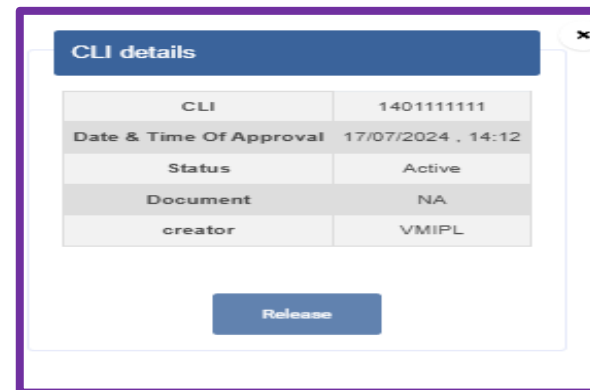 CLI details
CLI 1401111111
Date & Time Of Approval 17/07/2024 , 14:12
Status Active
Document NA
creator VMIPL
Release